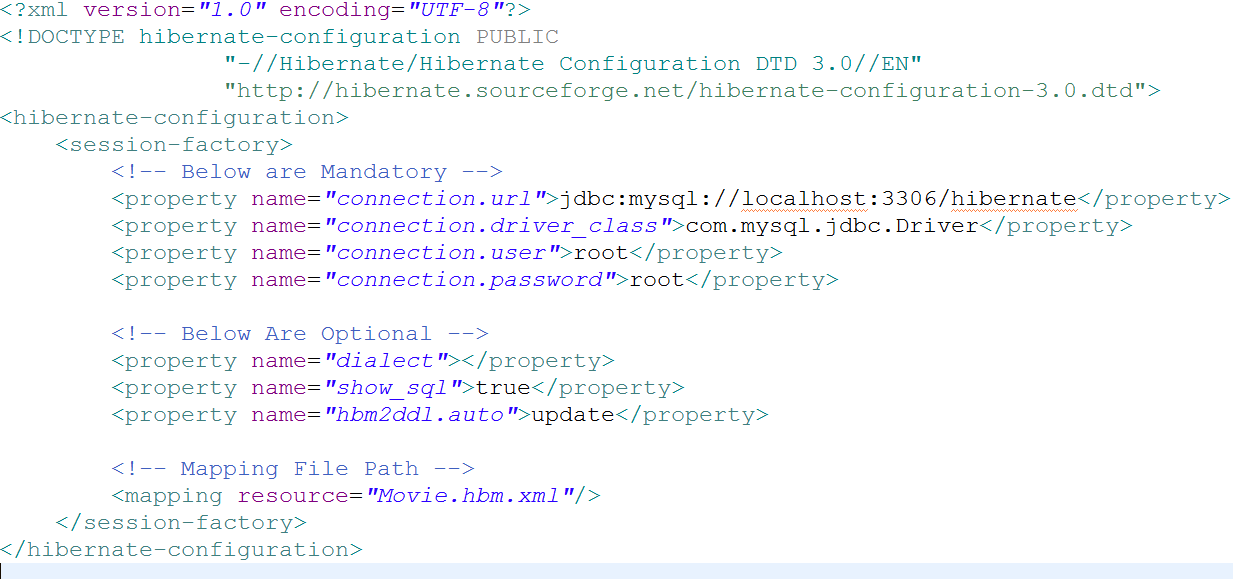 <?xml version="1.0" encoding="UTF-8"?>
<!DOCTYPE hibernate-configuration PUBLIC
"-//Hibernate/Hibernate Configuration DTD 3.0//EN"
"http://hibernate.sourceforge.net/hibernate-configuration-3.0.dtd">
<hibernate-configuration>
<session-factory>
<!-- Below are Mandatory -->
<property name="connection.url">jdbc:mysql://localhost:3306/hibernate</property>
<property name="connection.driver_class">com.mysql.jdbc.Driver</property>
<property name="connection.user">root</property>
<property name="connection.password">root</property>
<!-- Below Are Optional -->
<property name="dialect"></property>
<property name="show_sql">true</property>
<property name="hbm2ddl.auto">update</property>
<!-- Mapping File Path -->
<mapping resource="Movie.hbm.xml"/>
</session-factory>
</hibernate-configuration>